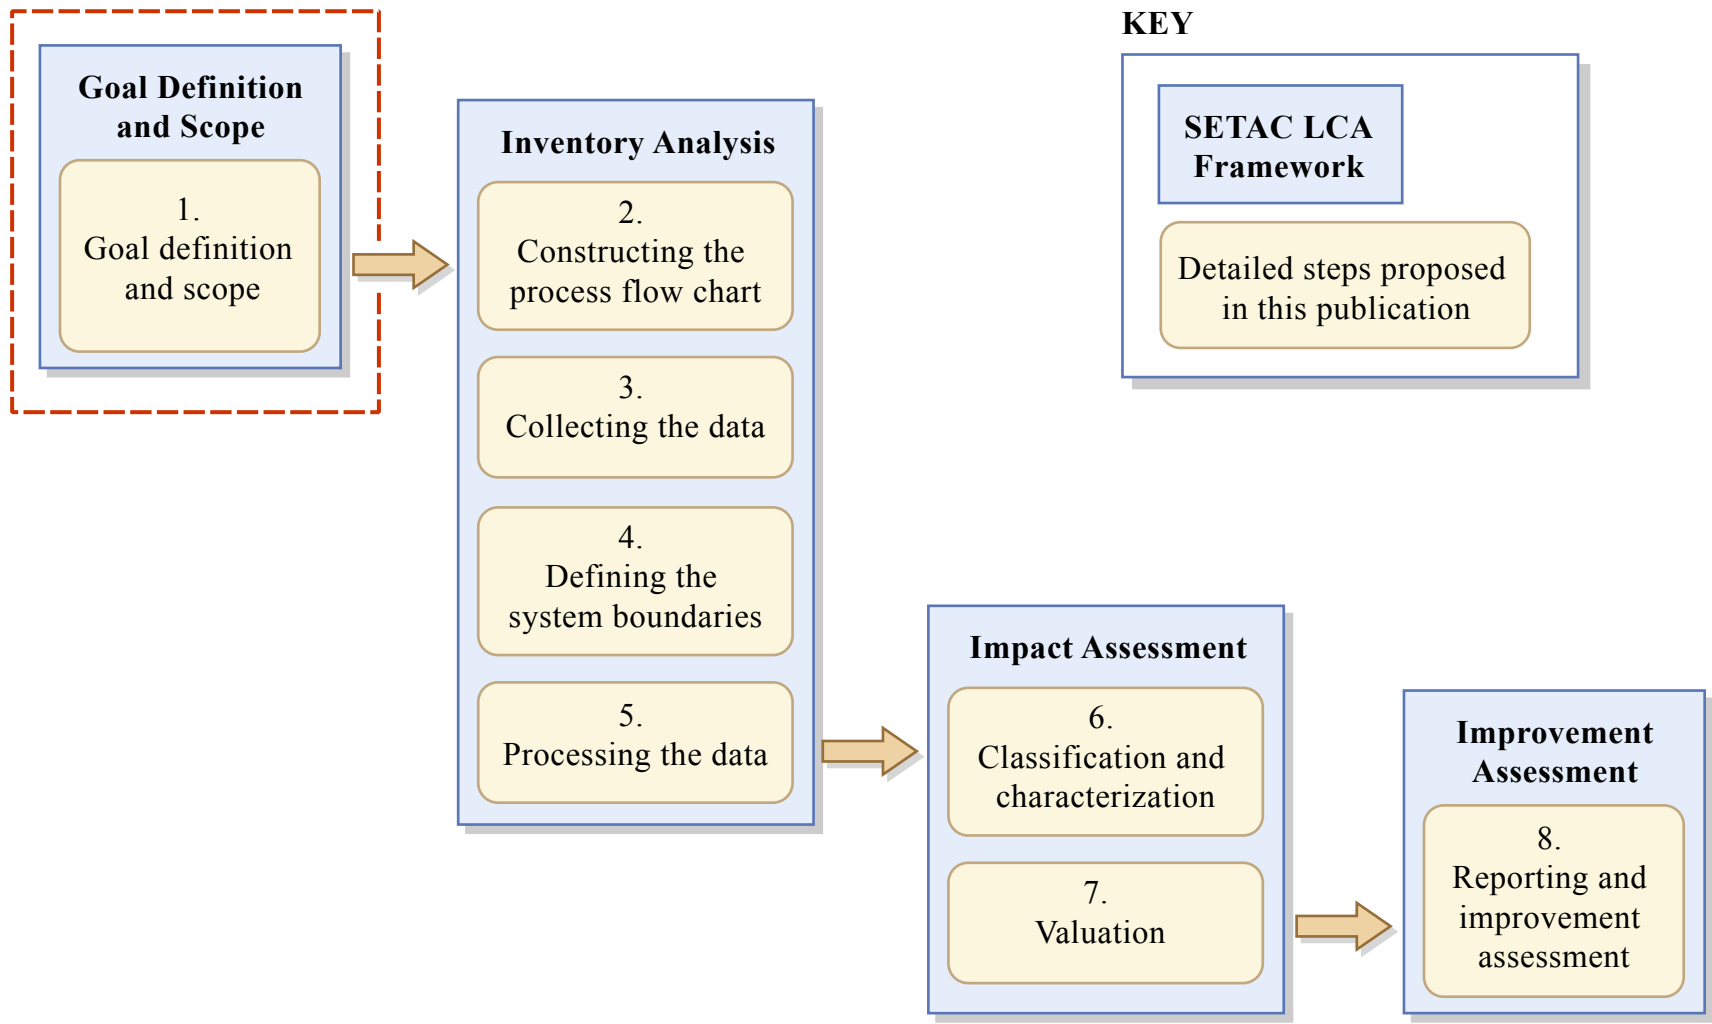 Goal Definition
and Scope
1.
Goal definition
and scope
Inventory Analysis
2.
Constructing the
process flow chart
3.
Collecting the data
4.
Defining the
system boundaries
5.
Processing the data
Impact Assessment
6.
Classification and
characterization
7.
Valuation
Improvement
Assessment
8.
Reporting and
improvement
assessment
KEY
SETAC LCA
Framework
Detailed steps proposed
in this publication